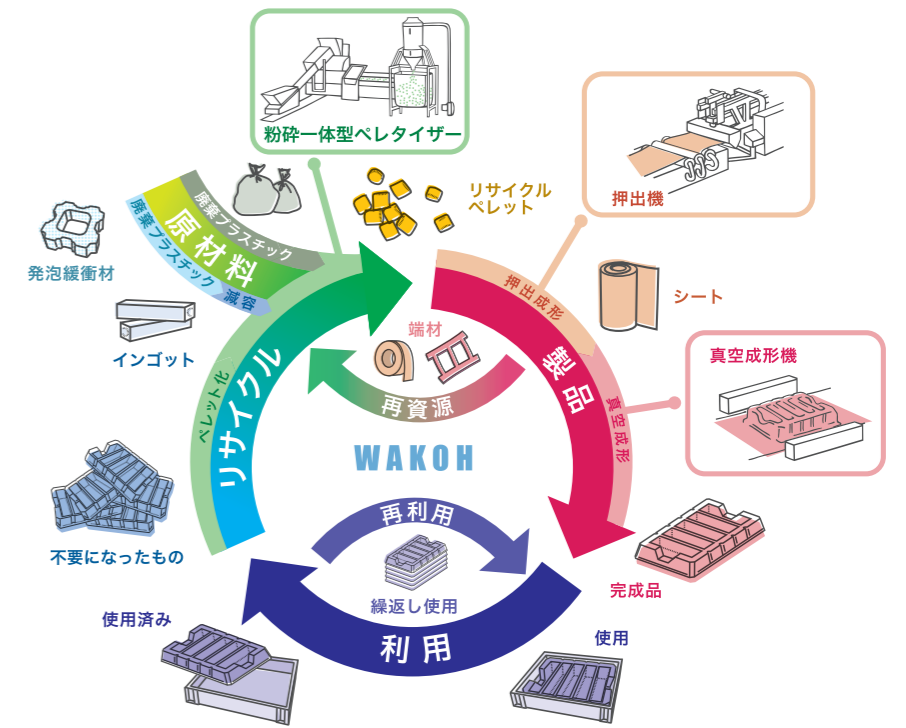 粉砕一体型ペレタイザー
押出機
リサイクル
ペレット
廃棄プラスチック
原材料
廃棄プラスチック
減容
発泡緩衝材
インゴット
押出成形
シート
端材
再資源
製品
真空成形機
真空成形
ペレット化
リサイクル
WAKOH
不要になったもの
再利用
繰返し使用
完成品
使用済み
利用
使用